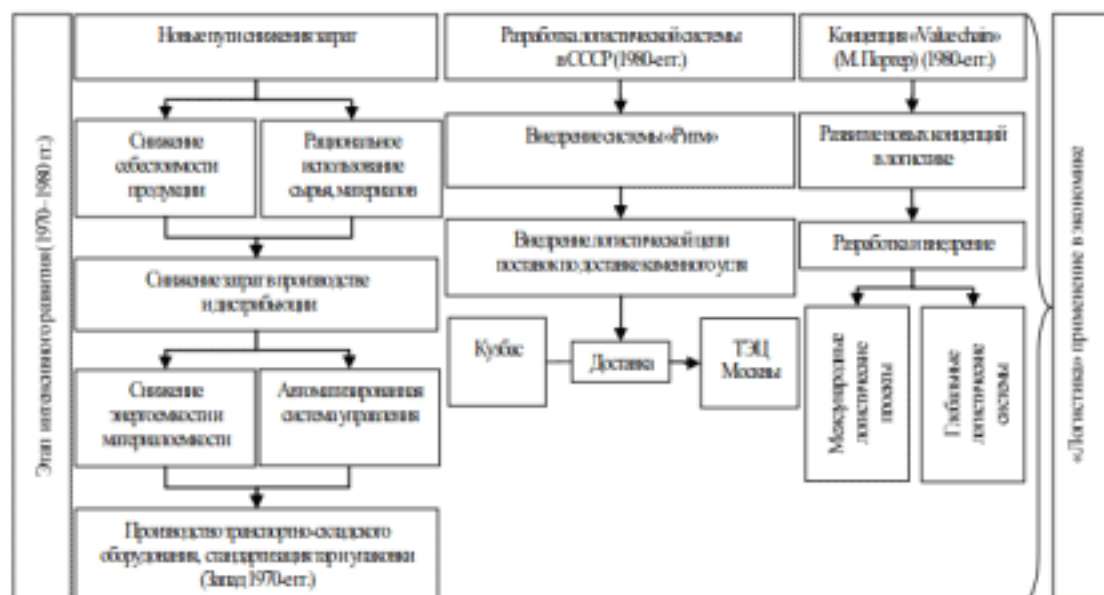 Этап интенсивного развития (1970–1980 гг.)
Новые пути снижения затрат
Снижение
себестоимости
продукции
Рациональное
использование
сырья, материалов
Снижение затрат в производстве
и дистрибьюции
Снижение
энергоемкости и
материалоемкости
Автоматизированная
система управления
Производство транспортно-складского
оборудования, стандартизация тар и упаковки
(Запад 1970-е гг.)
Разработка логистической системы
в СССР (1980-е гг.)
Внедрение системы «Ритм»
Внедрение логистической цепи
поставок по доставке каменного угля
Кузбас
Доставка
ТЭЦ
Москвы
Концепция «Value chain»
(М. Портер) (1980-е гг.)
Развитие новых концепций
в логистике
Разработка и внедрение
Международные
логистические
проекты
Глобальные
логистические
системы
«Логистика» применение в экономике